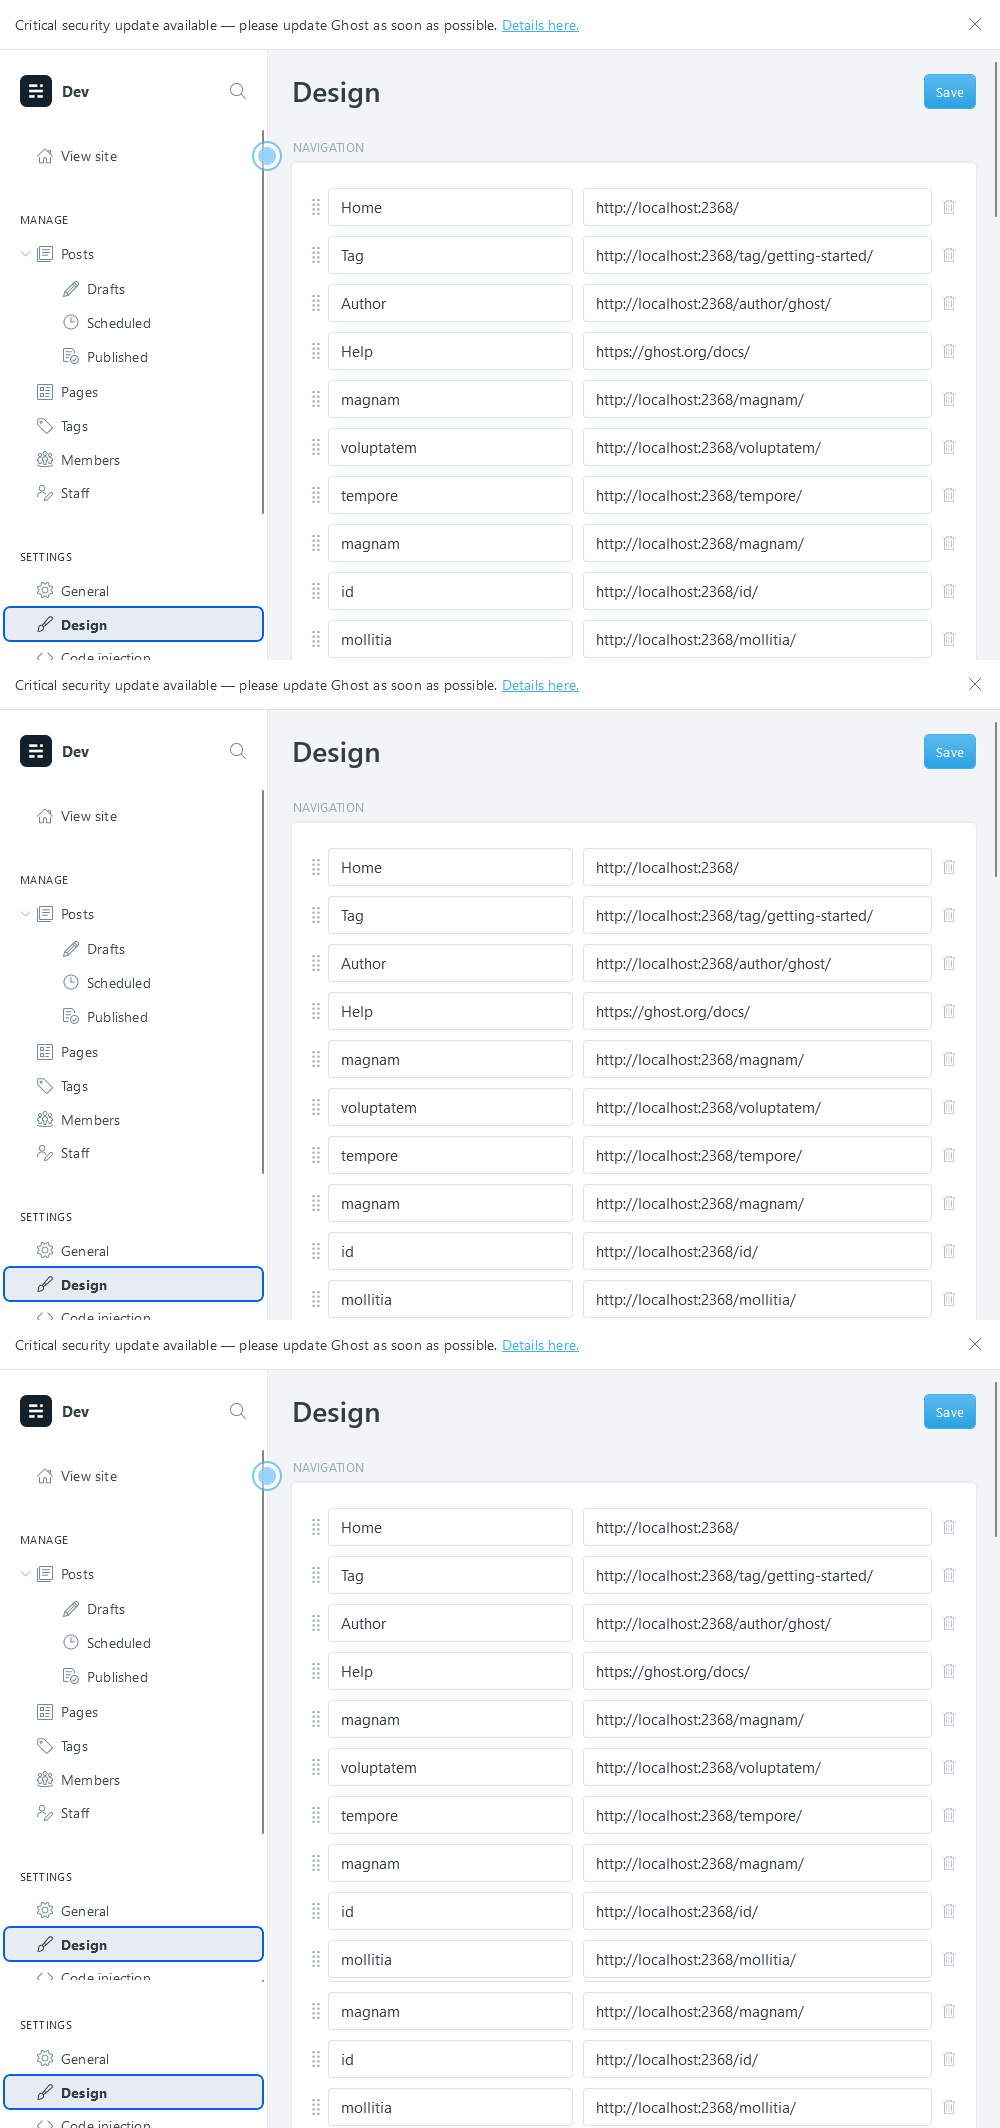 Critical security update available — please update Ghost as soon as possible. Details here.
Dev
Design
Save
View site
NAVIGATION
Home http://localhost:2368/
MANAGE
Tag http://localhost:2368/tag/getting-started/
Posts
Drafts
Author http://localhost:2368/author/ghost/
Scheduled
Help https://ghost.org/docs/
Published
Pages
magnam http://localhost:2368/magnam/
Tags
voluptatem http://localhost:2368/voluptatem/
Members
Staff
tempore http://localhost:2368/tempore/
magnam http://localhost:2368/magnam/
SETTINGS
General
id http://localhost:2368/id/
Design
mollitia http://localhost:2368/mollitia/
Code injection
Critical security update available — please update Ghost as soon as possible. Details here.
Dev
Design
Save
View site
NAVIGATION
Home http://localhost:2368/
MANAGE
Tag http://localhost:2368/tag/getting-started/
Posts
Drafts
Author http://localhost:2368/author/ghost/
Scheduled
Help https://ghost.org/docs/
Published
Pages
magnam http://localhost:2368/magnam/
Tags
voluptatem http://localhost:2368/voluptatem/
Members
Staff
tempore http://localhost:2368/tempore/
magnam http://localhost:2368/magnam/
SETTINGS
General
id http://localhost:2368/id/
Design
mollitia http://localhost:2368/mollitia/
Code injection
Critical security update available — please update Ghost as soon as possible. Details here.
Dev
Design
Save
View site
NAVIGATION
Home http://localhost:2368/
MANAGE
Tag http://localhost:2368/tag/getting-started/
Posts
Drafts
Author http://localhost:2368/author/ghost/
Scheduled
Help https://ghost.org/docs/
Published
Pages
magnam http://localhost:2368/magnam/
Tags
voluptatem http://localhost:2368/voluptatem/
Members
Staff
tempore http://localhost:2368/tempore/
magnam http://localhost:2368/magnam/
SETTINGS
General
id http://localhost:2368/id/
Design
mollitia http://localhost:2368/mollitia/
Code injection
magnam http://localhost:2368/magnam/
SETTINGS
General
id http://localhost:2368/id/
Design
mollitia http://localhost:2368/mollitia/
Code injection